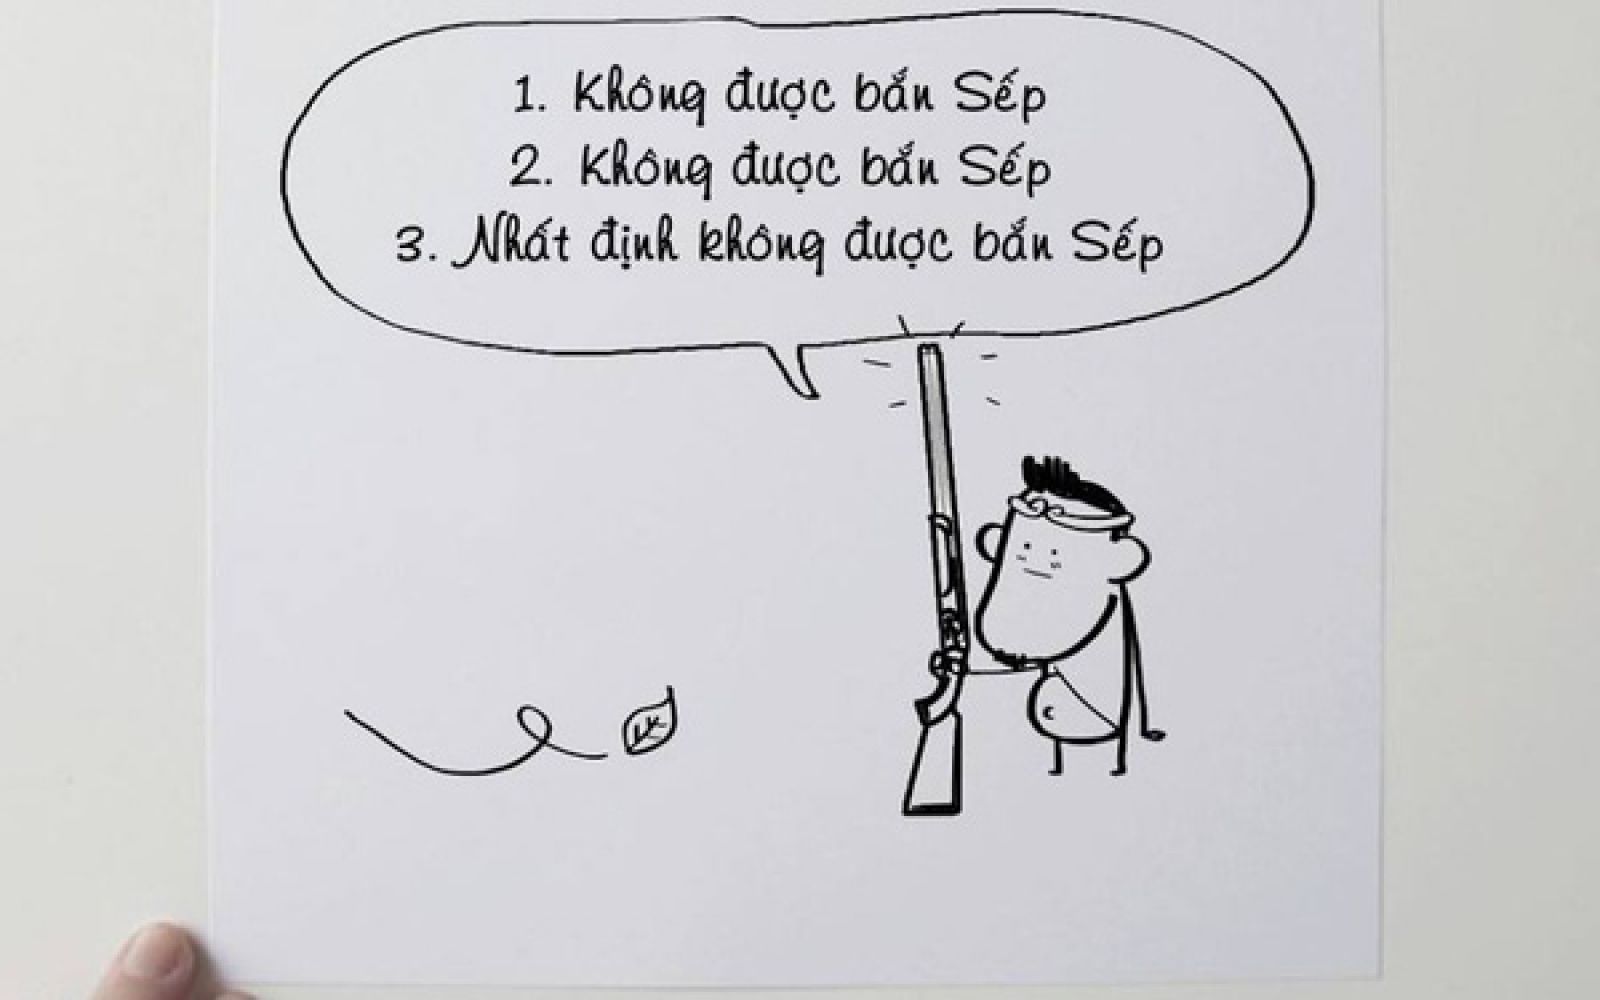 1. Không được bắn Sếp
2. Không được bắn Sếp
3. Nhất định không được bắn Sếp
LK